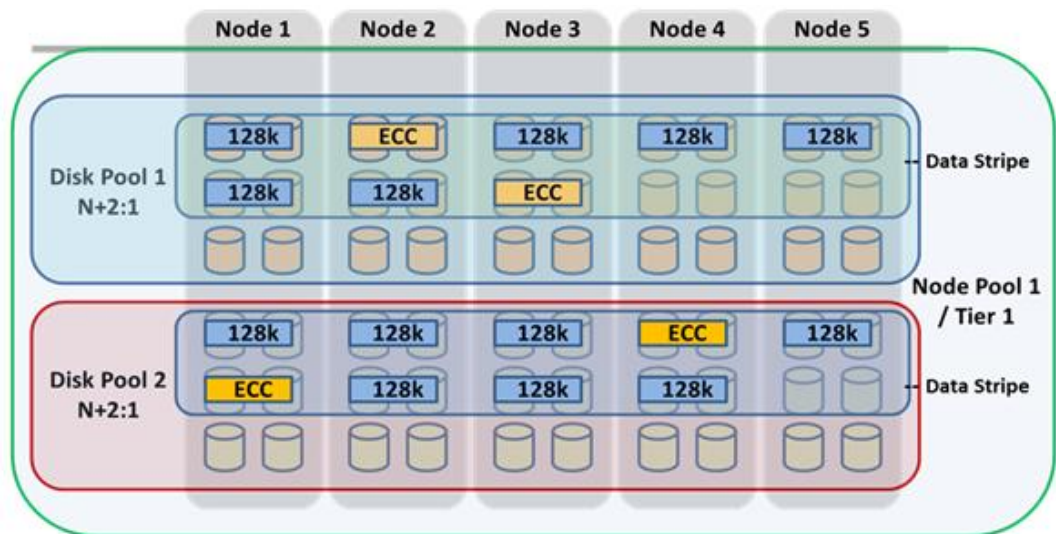 Node 1
Node 2
Node 3
Node 4
Node 5
128k
ECC
128k
128k
128k
Data Stripe
Disk Pool 1
N+2:1
128k
128k
ECC
Node Pool 1
/ Tier 1
128k
128k
128k
ECC
128k
Disk Pool 2
N+2:1
ECC
128k
128k
128k
Data Stripe